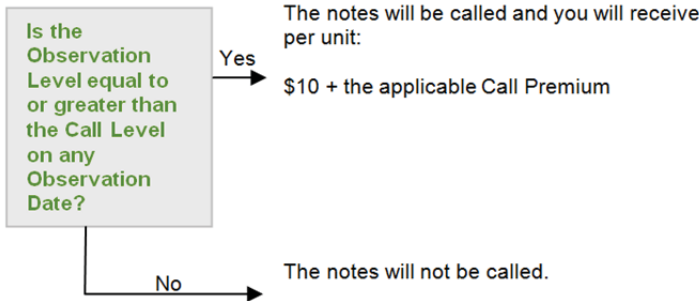 Is the
Observation
Level equal to
or greater than
the Call Level
on any
Observation
Date?
Yes
The notes will be called and you will receive
per unit:
$10 + the applicable Call Premium
No
The notes will not be called.